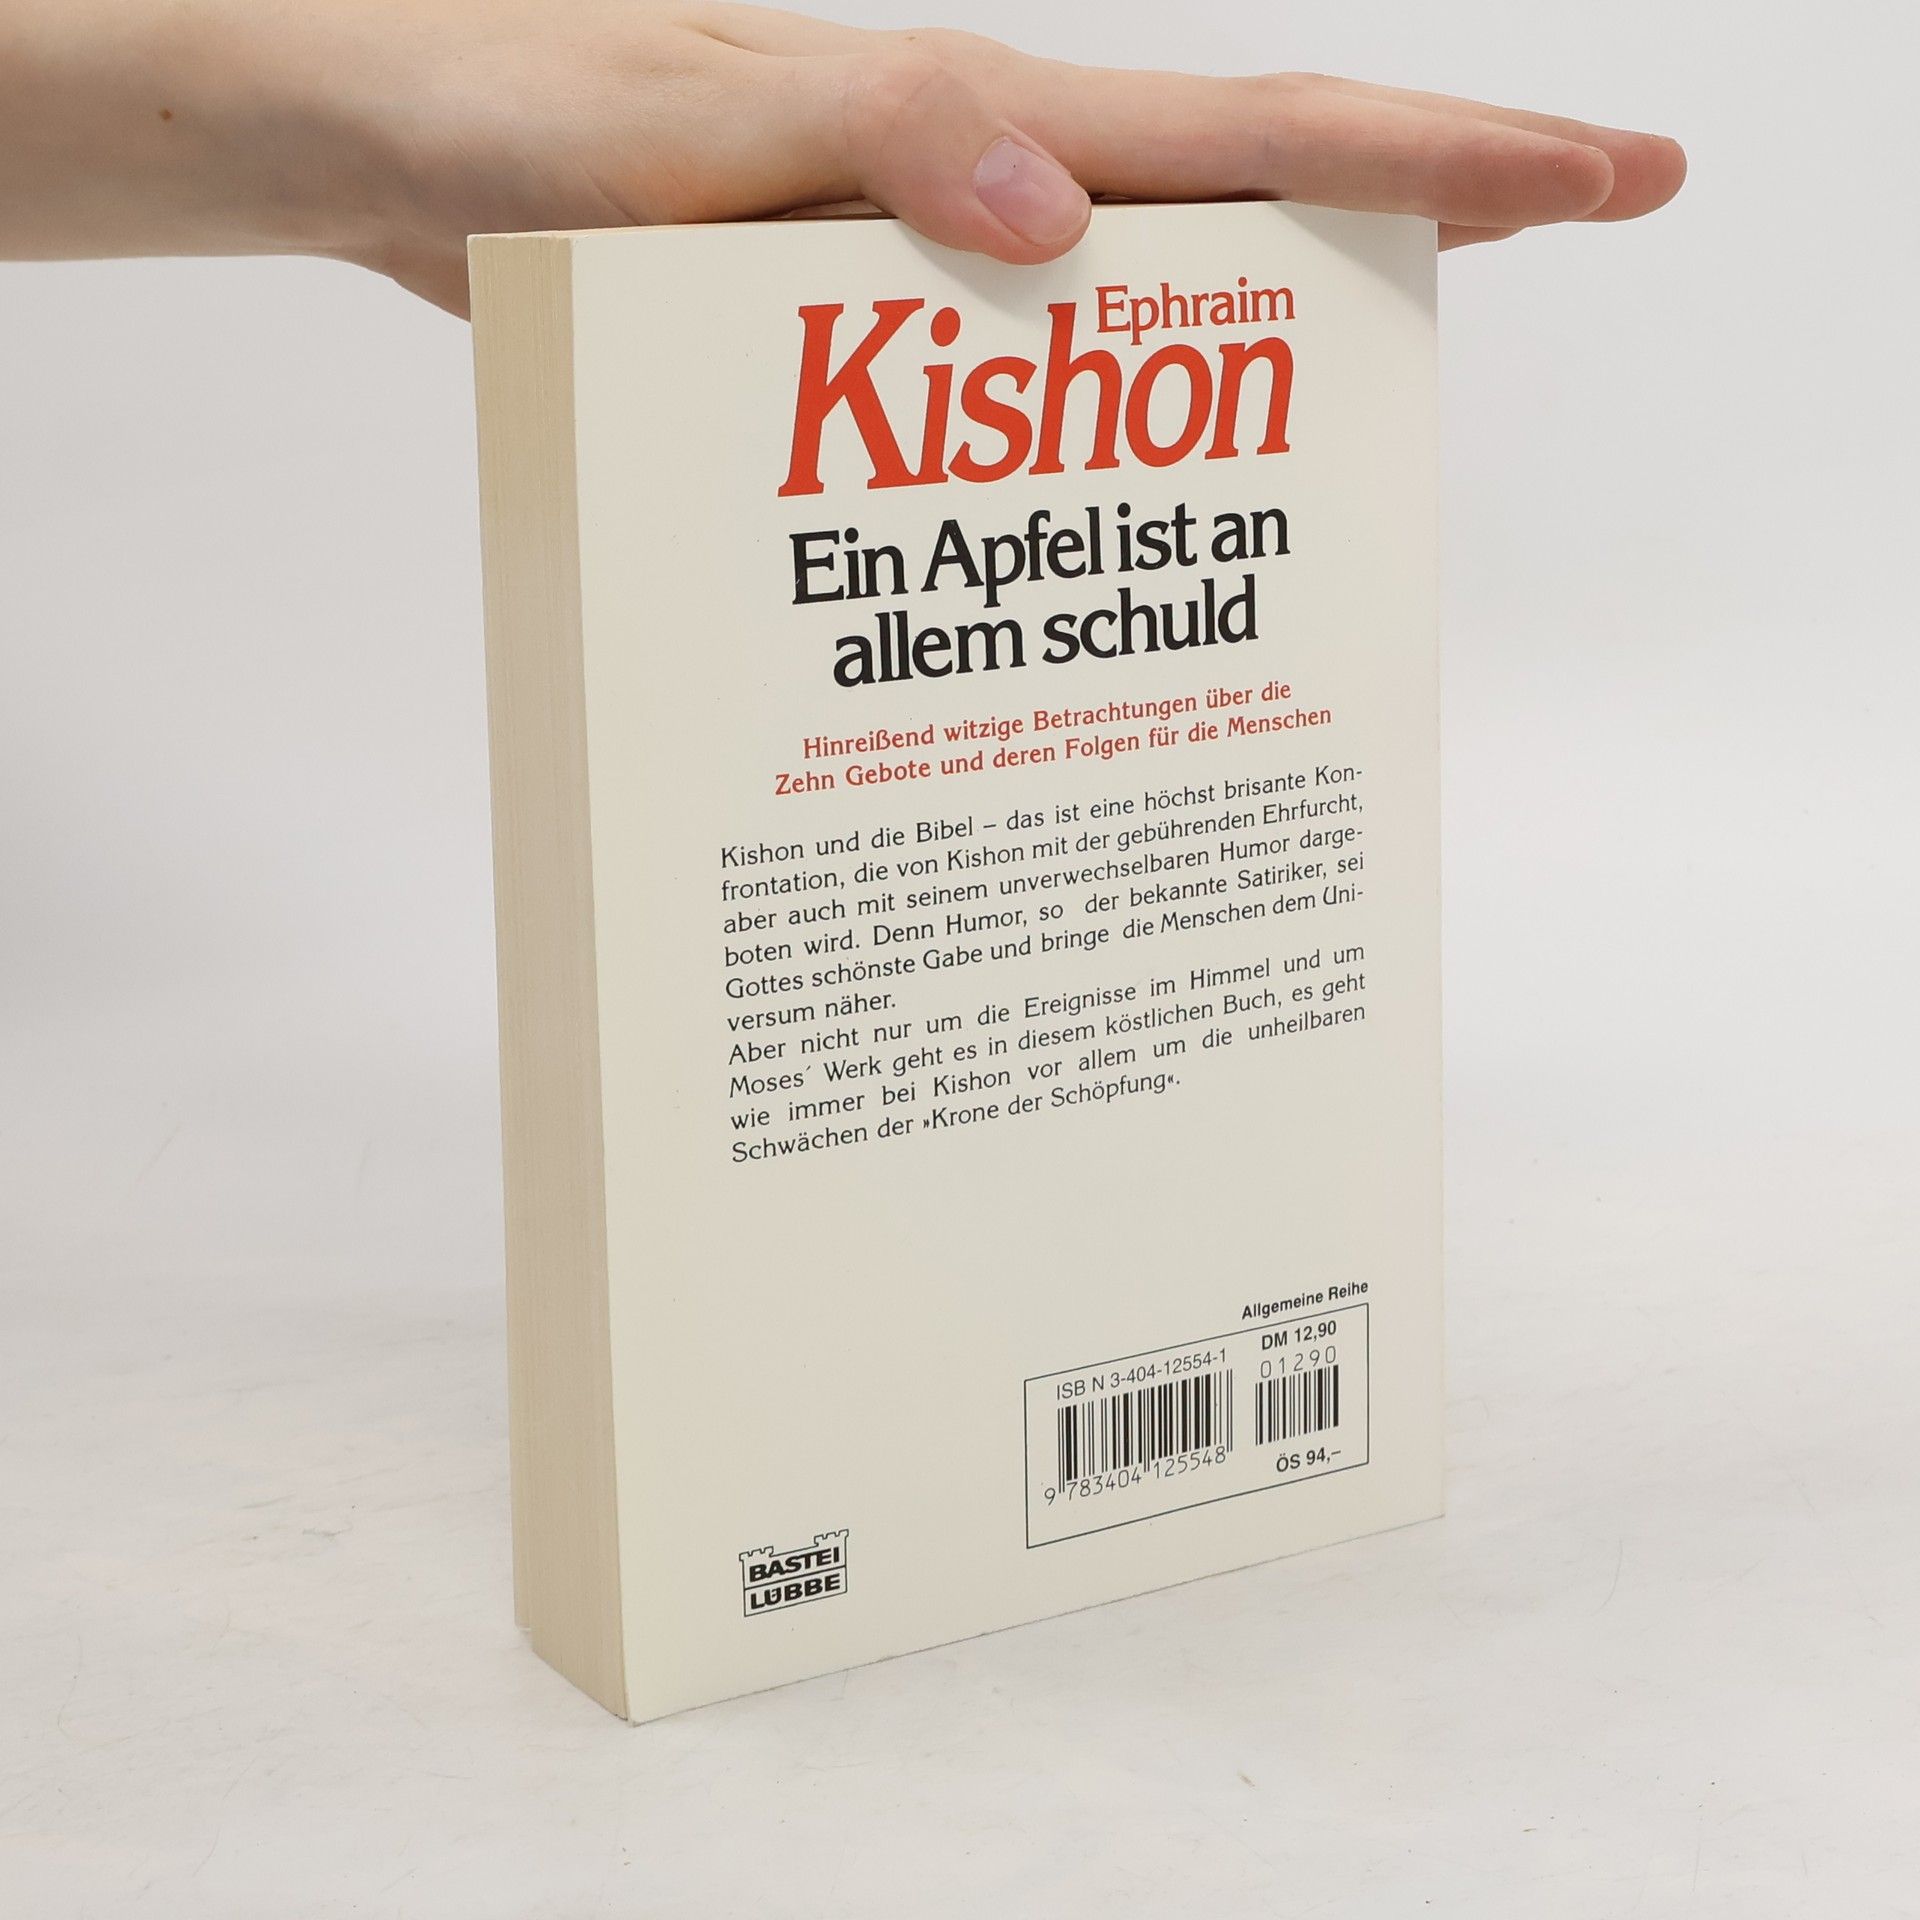 Ephraim
Kishon
Ein Apfel ist an
allem schuld
Hinreißend witzige Betrachtungen über die
Zehn Gebote und deren Folgen für die Menschen
Kishon und die Bibel – das ist eine höchst brisante Kon-
frontation, die von Kishon mit der gebührenden Ehrfurcht,
aber auch mit seinem unverwechselbaren Humor darge-
boten wird. Denn Humor, so der bekannte Satiriker, sei
Gottes schönste Gabe und bringe die Menschen dem Uni-
versum näher.
Aber nicht nur um die Ereignisse im Himmel und um
Moses´ Werk geht es in diesem köstlichen Buch, es geht
wie immer bei Kishon vor allem um die unheilbaren
Schwächen der »Krone der Schöpfung«.
Allgemeine Reihe
DM 12,90
ISBN 3-404-12554-1
01290
9 783404 125548
ÖS 94,–
BASTEI
LÜBBE